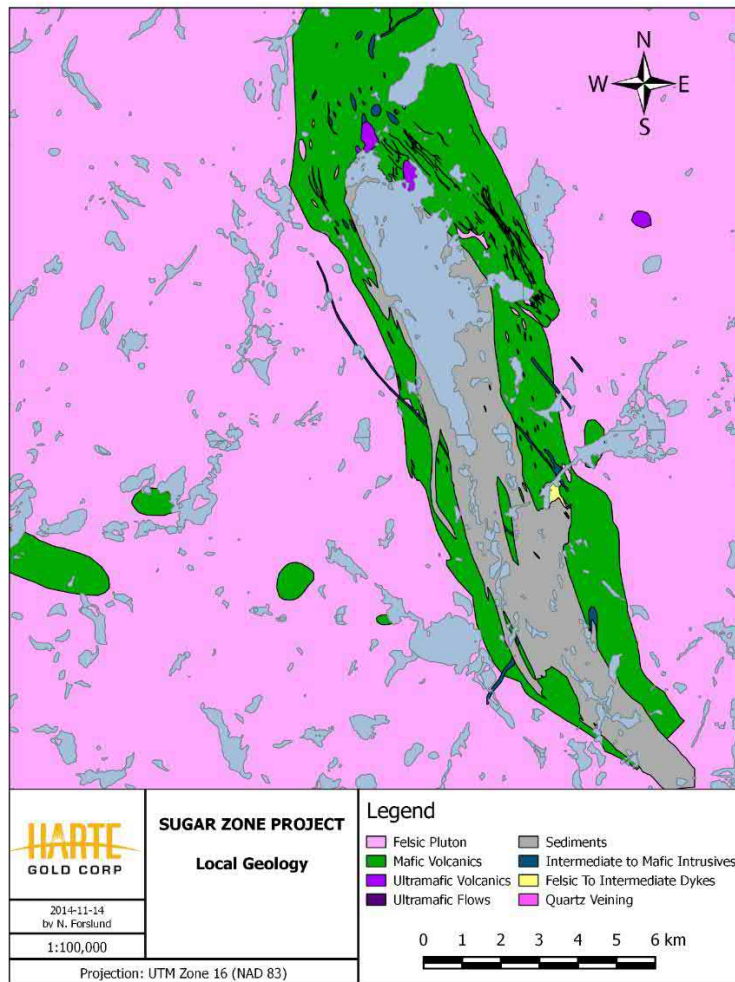 N
W E
S
HARTE
GOLD CORP
2014-11-14
by N. Forslund
1:100,000
SUGAR ZONE PROJECT
Local Geology
Projection: UTM Zone 16 (NAD 83)
Legend
Felsic Pluton
Mafic Volcanics
Ultramafic Volcanics
Ultramafic Flows
Sediments
Intermediate to Mafic Intrusives
Felsic To Intermediate Dykes
Quartz Veining
0 1 2 3 4 5 6 km